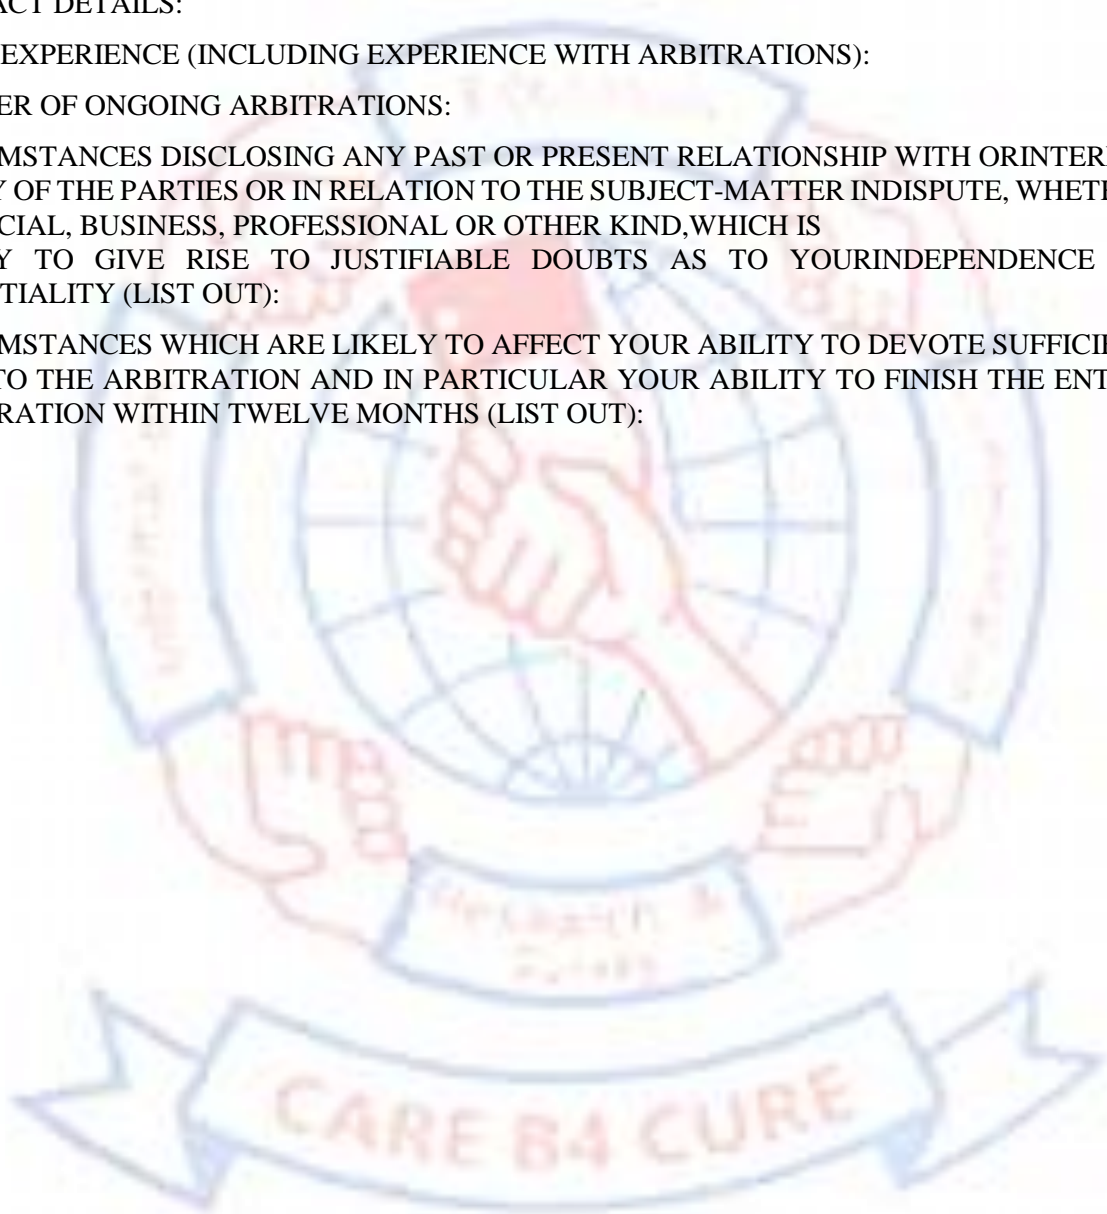 ACT DETAILS:
EXPERIENCE (INCLUDING EXPERIENCE WITH ARBITRATIONS):
ER OF ONGOING ARBITRATIONS:
MSTANCES DISCLOSING ANY PAST OR PRESENT RELATIONSHIP WITH ORINTER
Y OF THE PARTIES OR IN RELATION TO THE SUBJECT-MATTER INDISPUTE, WHETH
CIAL, BUSINESS, PROFESSIONAL OR OTHER KIND,WHICH IS
Y TO GIVE RISE TO JUSTIFIABLE DOUBTS AS TO YOURINDEPENDENCE
TIALITY (LIST OUT):
MSTANCES WHICH ARE LIKELY TO AFFECT YOUR ABILITY TO DEVOTE SUFFICIE
TO THE ARBITRATION AND IN PARTICULAR YOUR ABILITY TO FINISH THE ENT
RATION WITHIN TWELVE MONTHS (LIST OUT):
Research &
CARE B4 CURE